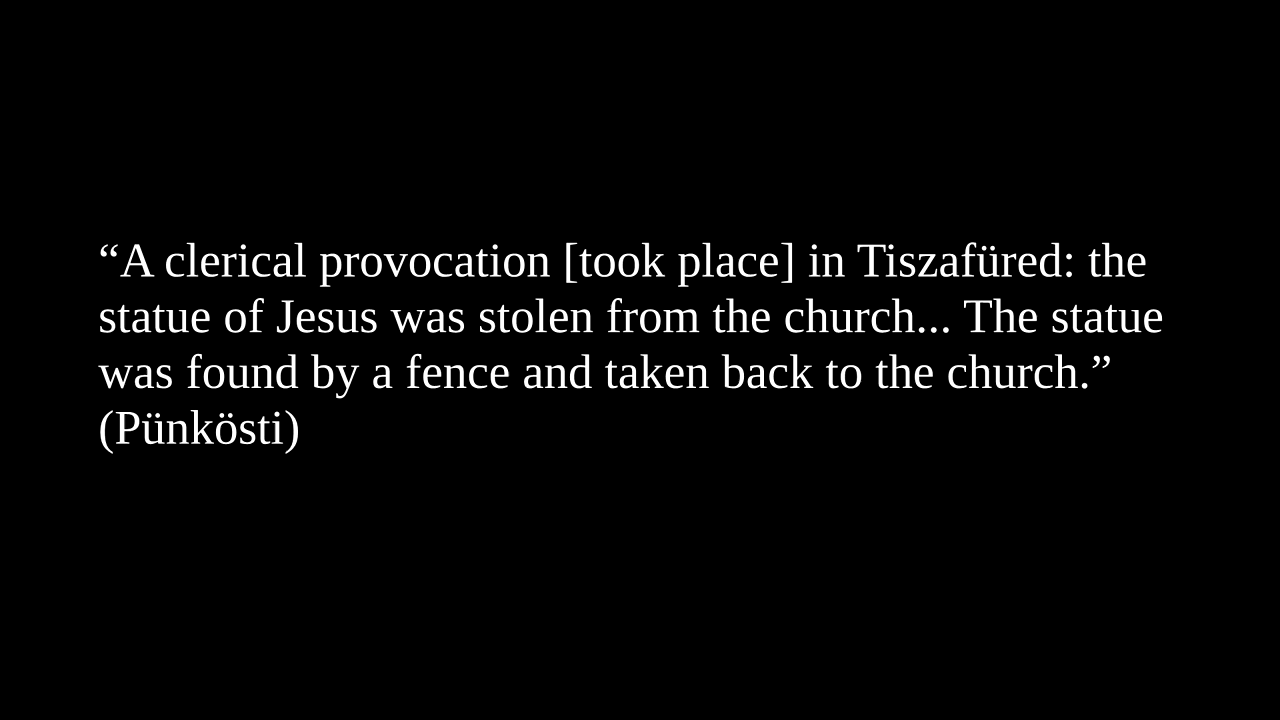 “A clerical provocation [took place] in Tiszafüred: the
statue of Jesus was stolen from the church... The statue
was found by a fence and taken back to the church.”
(Pünkösti)